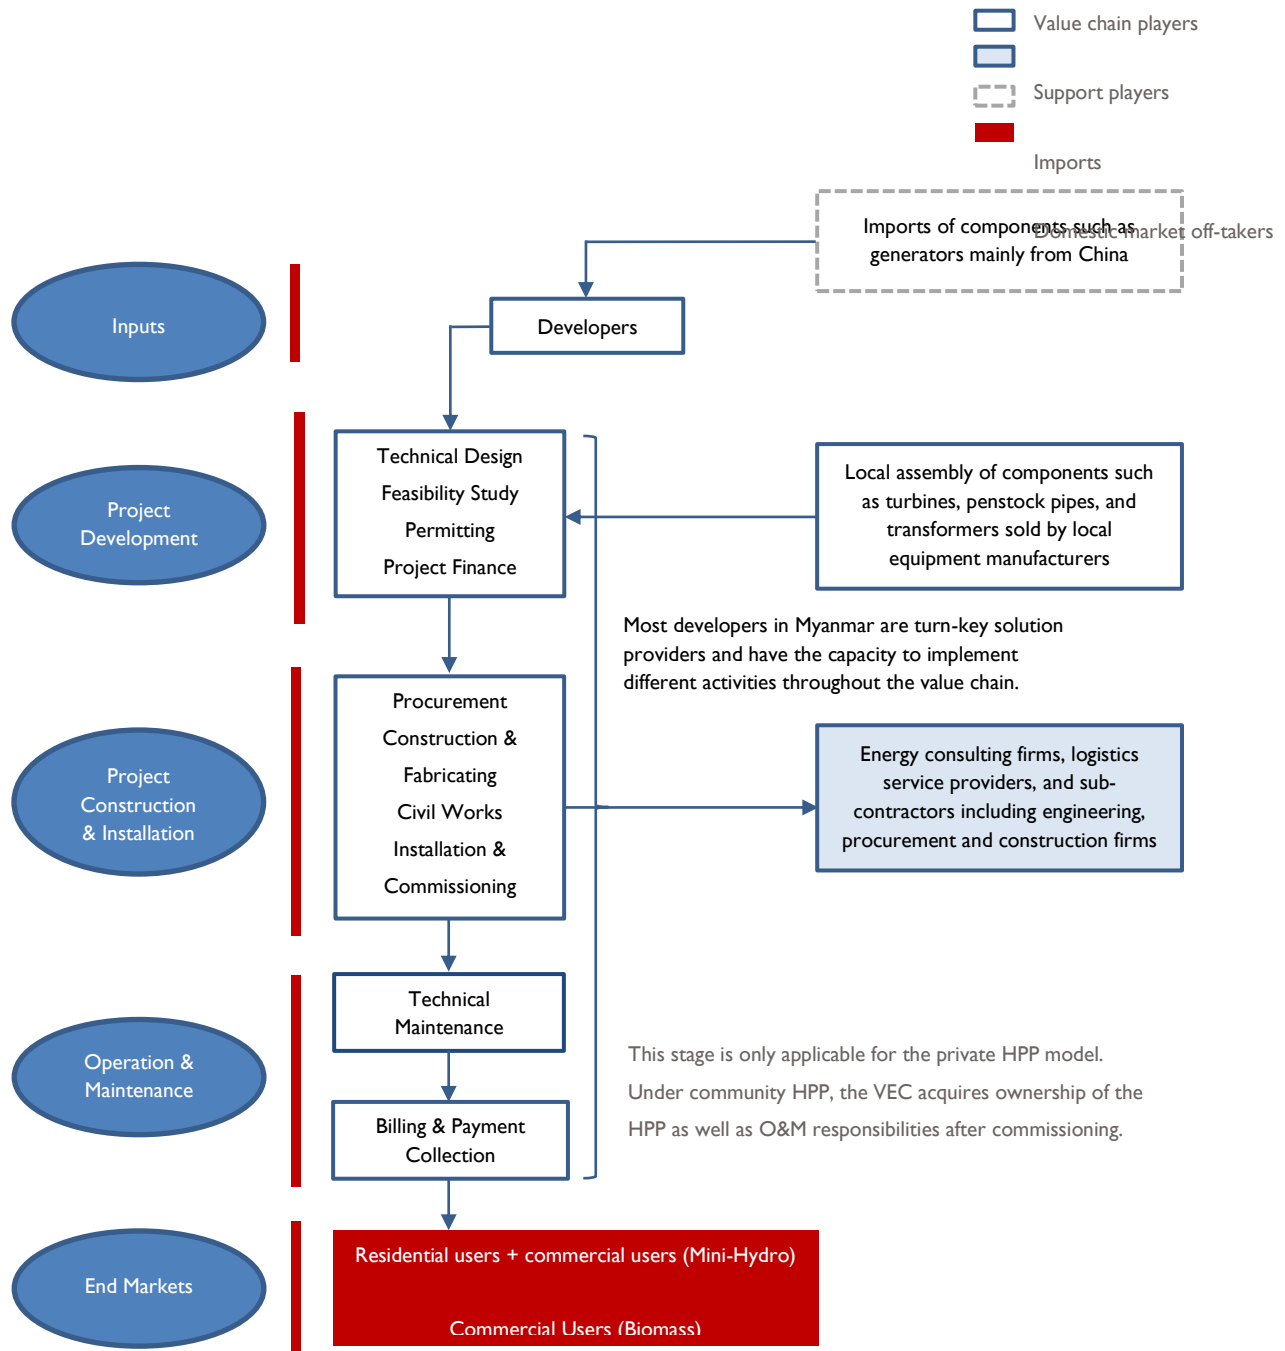 Value chain players
Support players
Imports
Domestic market off-takers
Imports of components such as
generators mainly from China
Inputs
Developers
Project
Development
Technical Design
Feasibility Study
Permitting
Project Finance
Local assembly of components such
as turbines, penstock pipes, and
transformers sold by local
equipment manufacturers
Most developers in Myanmar are turn-key solution
providers and have the capacity to implement
different activities throughout the value chain.
Project
Construction
& Installation
Procurement
Construction &
Fabricating
Civil Works
Installation &
Commissioning
Energy consulting firms, logistics
service providers, and sub-
contractors including engineering,
procurement and construction firms
Operation &
Maintenance
Technical
Maintenance
Billing & Payment
Collection
This stage is only applicable for the private HPP model.
Under community HPP, the VEC acquires ownership of the
HPP as well as O&M responsibilities after commissioning.
End Markets
Residential users + commercial users (Mini-Hydro)
Commercial Users (Biomass)